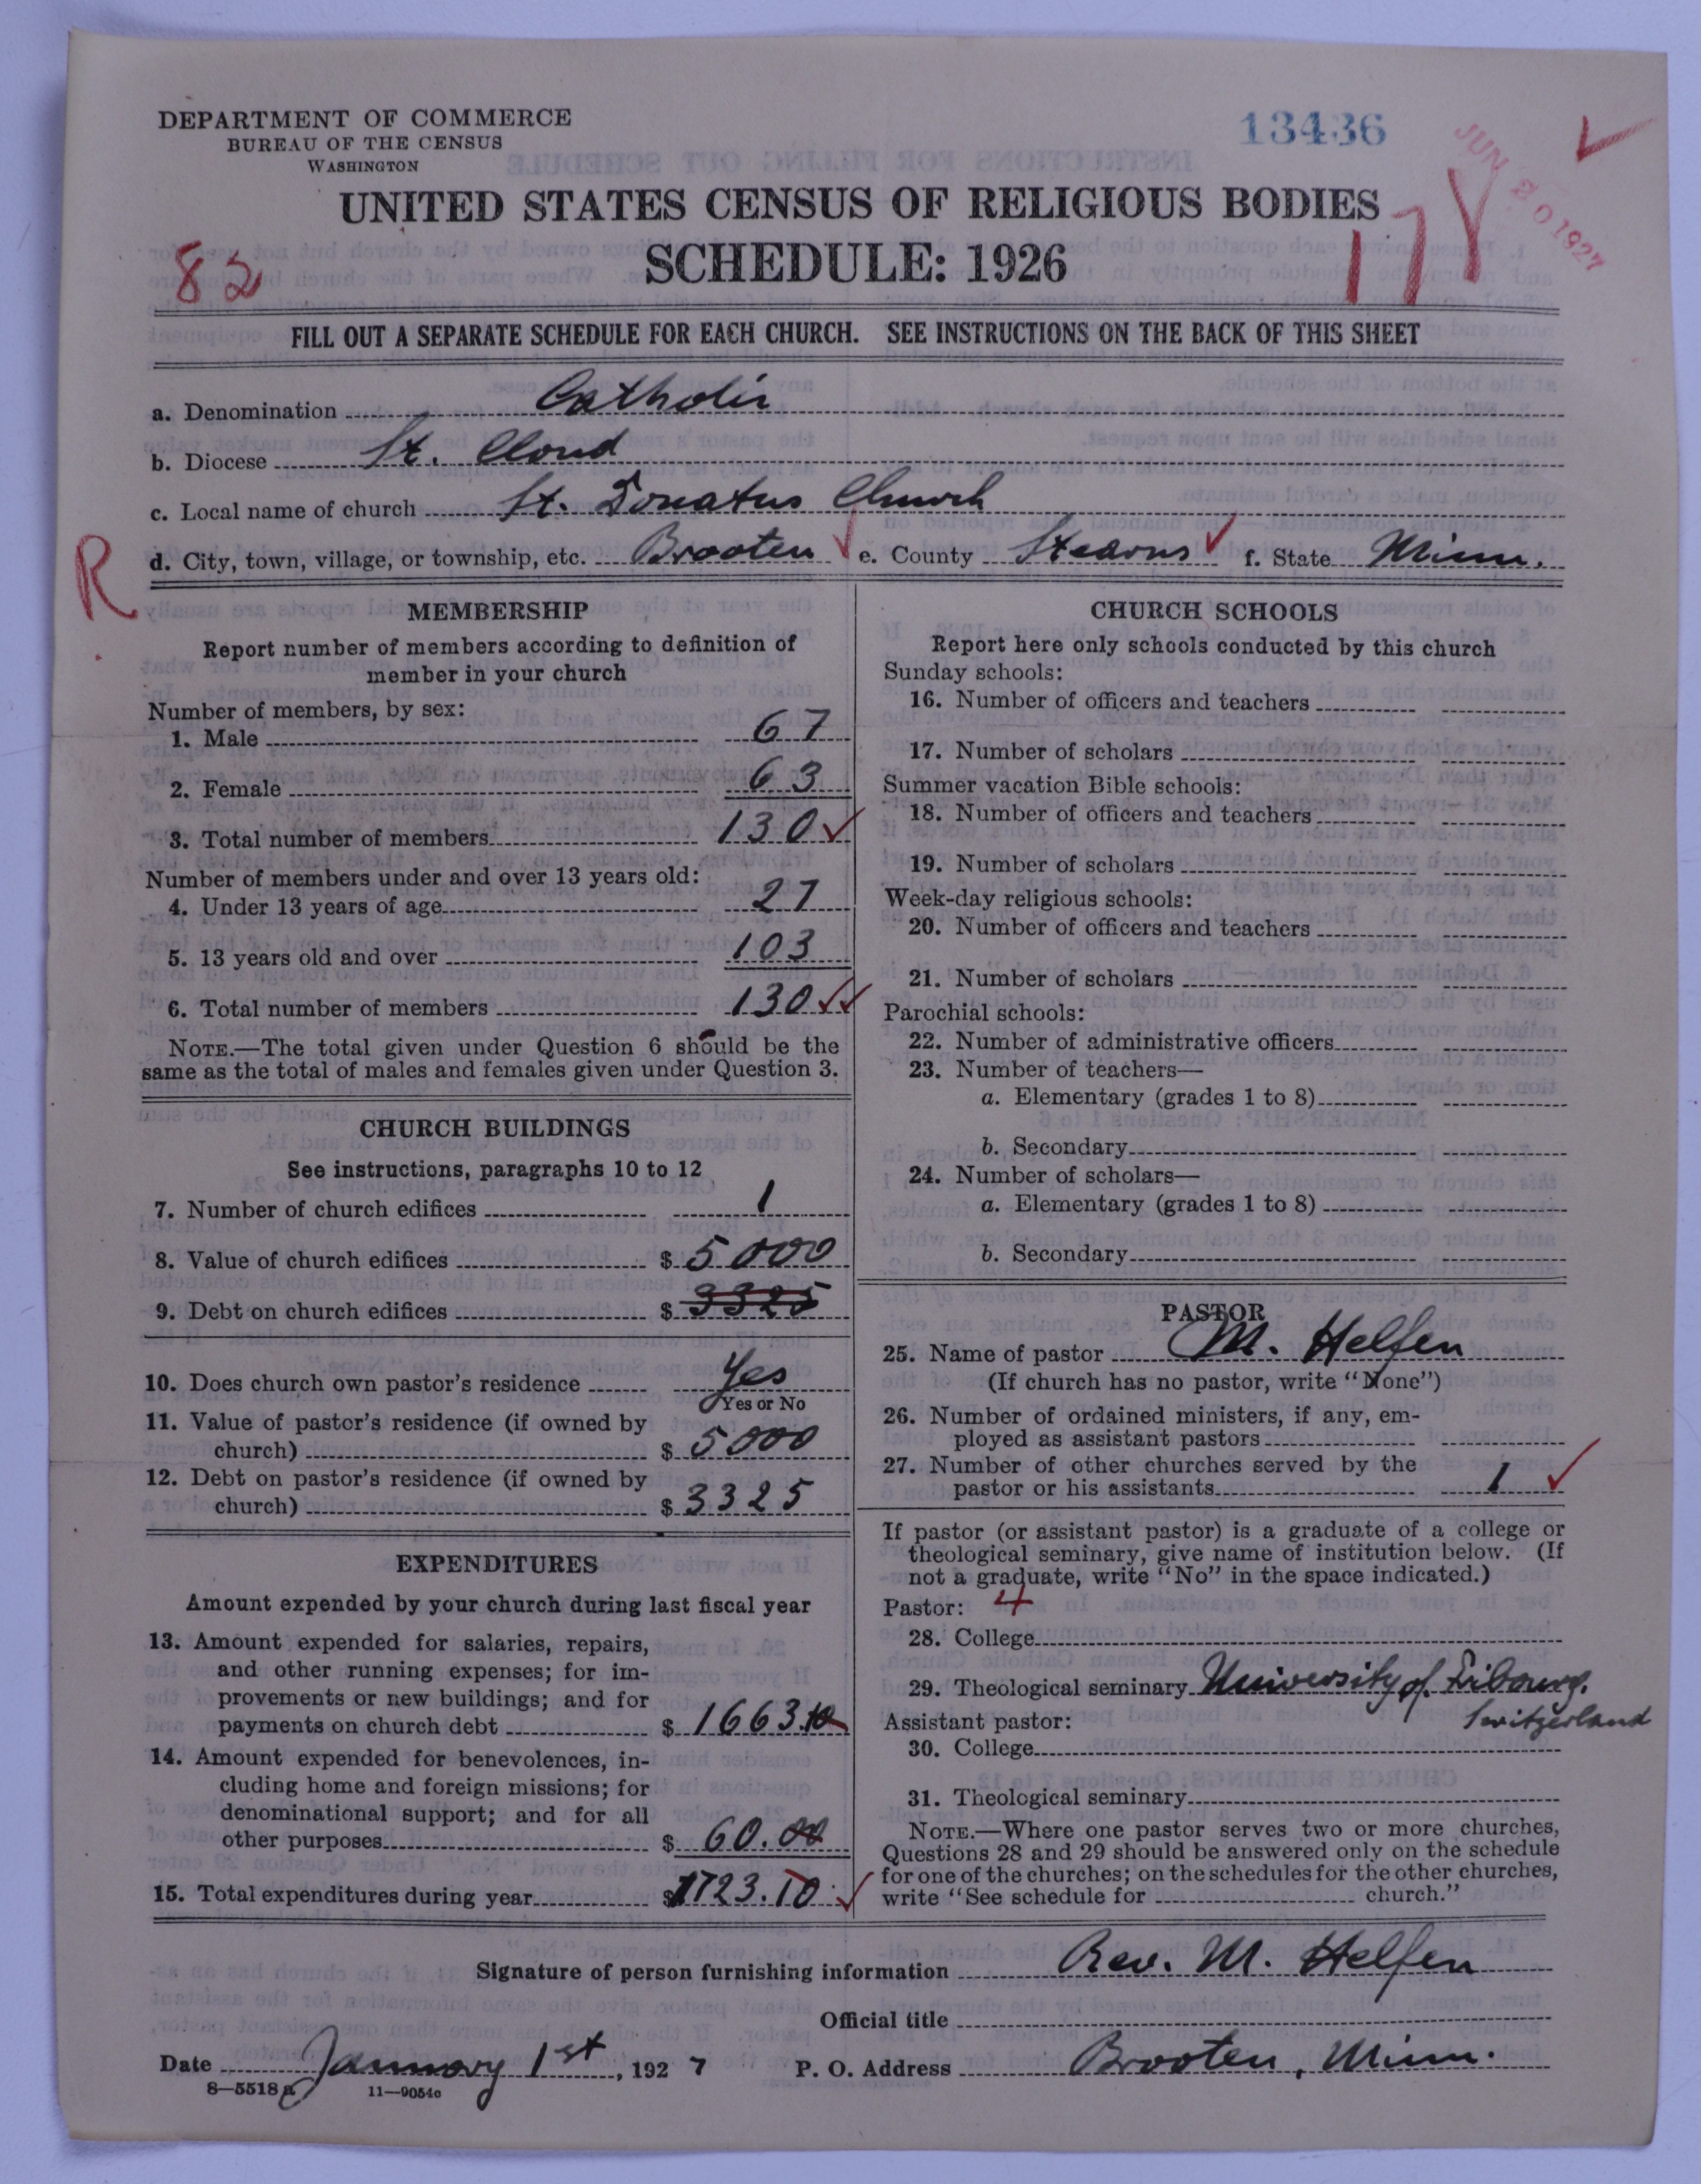 DEPARTMENT OF COMMERCE
BUREAU OF THE CENSUS
WASHINGTON
13436
JUN 20 1927
UNITED STATES CENSUS OF RELIGIOUS BODIES
SCHEDULE: 1926
82
FILL OUT A SEPARATE SCHEDULE FOR EACH CHURCH. SEE INSTRUCTIONS ON THE BACK OF THIS SHEET
a. Denomination Catholic
b. Diocese St. Cloud
c. Local name of church St. Donatus Church
R
d. City, town, village, or township, etc. Brooten e. County Stearns f. State Minn.
MEMBERSHIP
Report number of members according to definition of
member in your church
Number of members, by sex:
1. Male 67
2. Female 63
3. Total number of members 130
Number of members under and over 13 years old:
4. Under 13 years of age 27
5. 13 years old and over 103
6. Total number of members 130
NOTE.—The total given under Question 6 should be the
same as the total of males and females given under Question 3.
CHURCH BUILDINGS
See instructions, paragraphs 10 to 12
7. Number of church edifices 1
8. Value of church edifices $ 5000
9. Debt on church edifices $ 3325
10. Does church own pastor's residence Yes
Yes or No
11. Value of pastor's residence (if owned by
church) $ 5000
12. Debt on pastor's residence (if owned by
church) $ 3325
EXPENDITURES
Amount expended by your church during last fiscal year
13. Amount expended for salaries, repairs,
and other running expenses; for im-
provements or new buildings; and for
payments on church debt $ 1663.10
14. Amount expended for benevolences, in-
cluding home and foreign missions; for
denominational support; and for all
other purposes $ 60.00
15. Total expenditures during year $1723.10
CHURCH SCHOOLS
Report here only schools conducted by this church
Sunday schools:
16. Number of officers and teachers
17. Number of scholars
Summer vacation Bible schools:
18. Number of officers and teachers
19. Number of scholars
Week-day religious schools:
20. Number of officers and teachers
21. Number of scholars
Parochial schools:
22. Number of administrative officers
23. Number of teachers—
a. Elementary (grades 1 to 8)
b. Secondary
24. Number of scholars—
a. Elementary (grades 1 to 8)
b. Secondary
PASTOR
25. Name of pastor M. Helfen
(If church has no pastor, write "None")
26. Number of ordained ministers, if any, em-
ployed as assistant pastors
27. Number of other churches served by the
pastor or his assistants 1
If pastor (or assistant pastor) is a graduate of a college or
theological seminary, give name of institution below. (If
not a graduate, write "No" in the space indicated.)
Pastor: 4
28. College
29. Theological seminary University of Fribourg,
Switzerland
Assistant pastor:
30. College
31. Theological seminary
NOTE.—Where one pastor serves two or more churches,
Questions 28 and 29 should be answered only on the schedule
for one of the churches; on the schedules for the other churches,
write "See schedule for church."
Signature of person furnishing information Rev. M. Helfen
Official title
Date January 1st, 1927 P. O. Address Brooten, Minn.
8—5518a 11—9054c